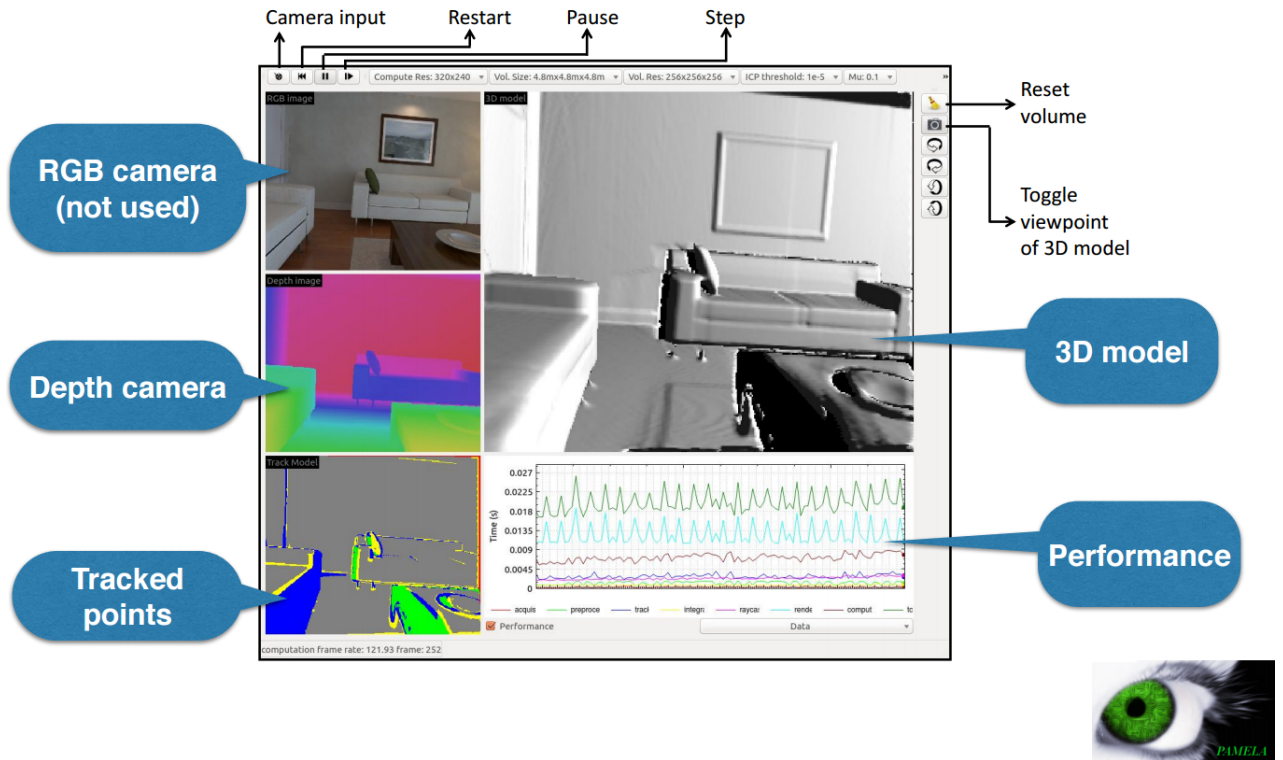 Camera input
Restart
Pause
Step
Compute Res: 320x240
Vol. Size: 4.8mx4.8mx4.8m
Vol. Res: 256x256x256
ICP threshold: 1e-5
Mu: 0.1
»
RGB image
3D model
Reset
volume
Toggle
viewpoint
of 3D model
RGB camera
(not used)
Depth image
Depth camera
3D model
Track Model
Tracked
points
Time (s)
0.027
0.0225
0.018
0.0135
0.009
0.0045
0
acquis
preproce
track
integra
raycas
rende
comput
to
Performance
Data
Performance
computation frame rate: 121.93 frame: 252
PAMELA